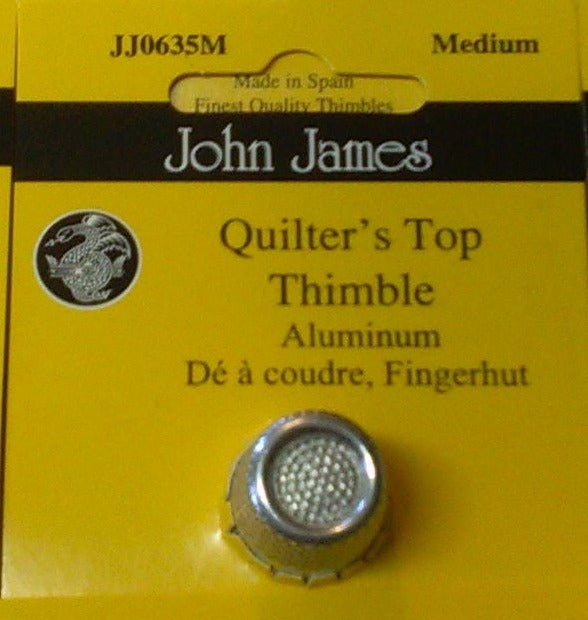 JJ0635M Medium
Made in Spain
Finest Quality Thimbles
John James
Quilter's Top
Thimble
Aluminum
Dé à coudre, Fingerhut